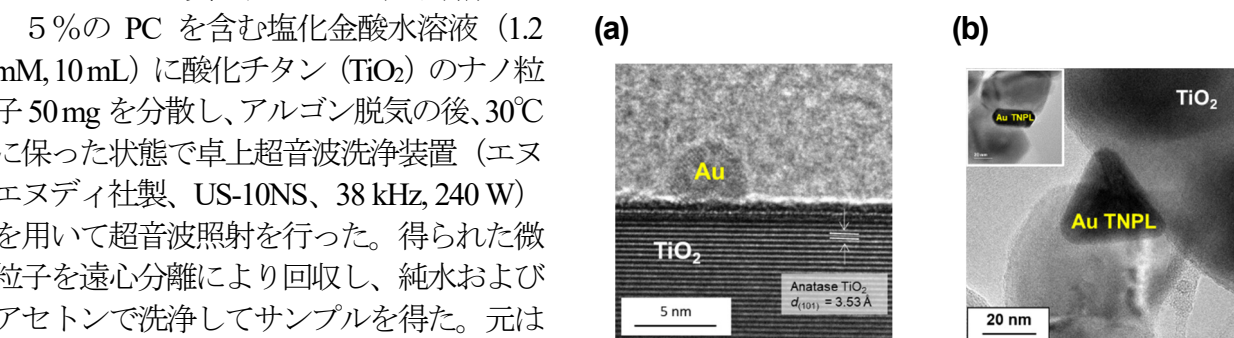 ５％の PC を含む塩化金酸水溶液（1.2
mM, 10 mL）に酸化チタン（TiO2）のナノ粒
子 50 mg を分散し、アルゴン脱気の後、30℃
に保った状態で卓上超音波洗浄装置（エヌ
エヌディ社製、US-10NS、38 kHz, 240 W）
を用いて超音波照射を行った。得られた微
粒子を遠心分離により回収し、純水および
アセトンで洗浄してサンプルを得た。元は
(a)
Au
TiO2
Anatase TiO2
d(101) = 3.53 Å
5 nm
(b)
Au TNPL
TiO2
Au TNPL
20 nm